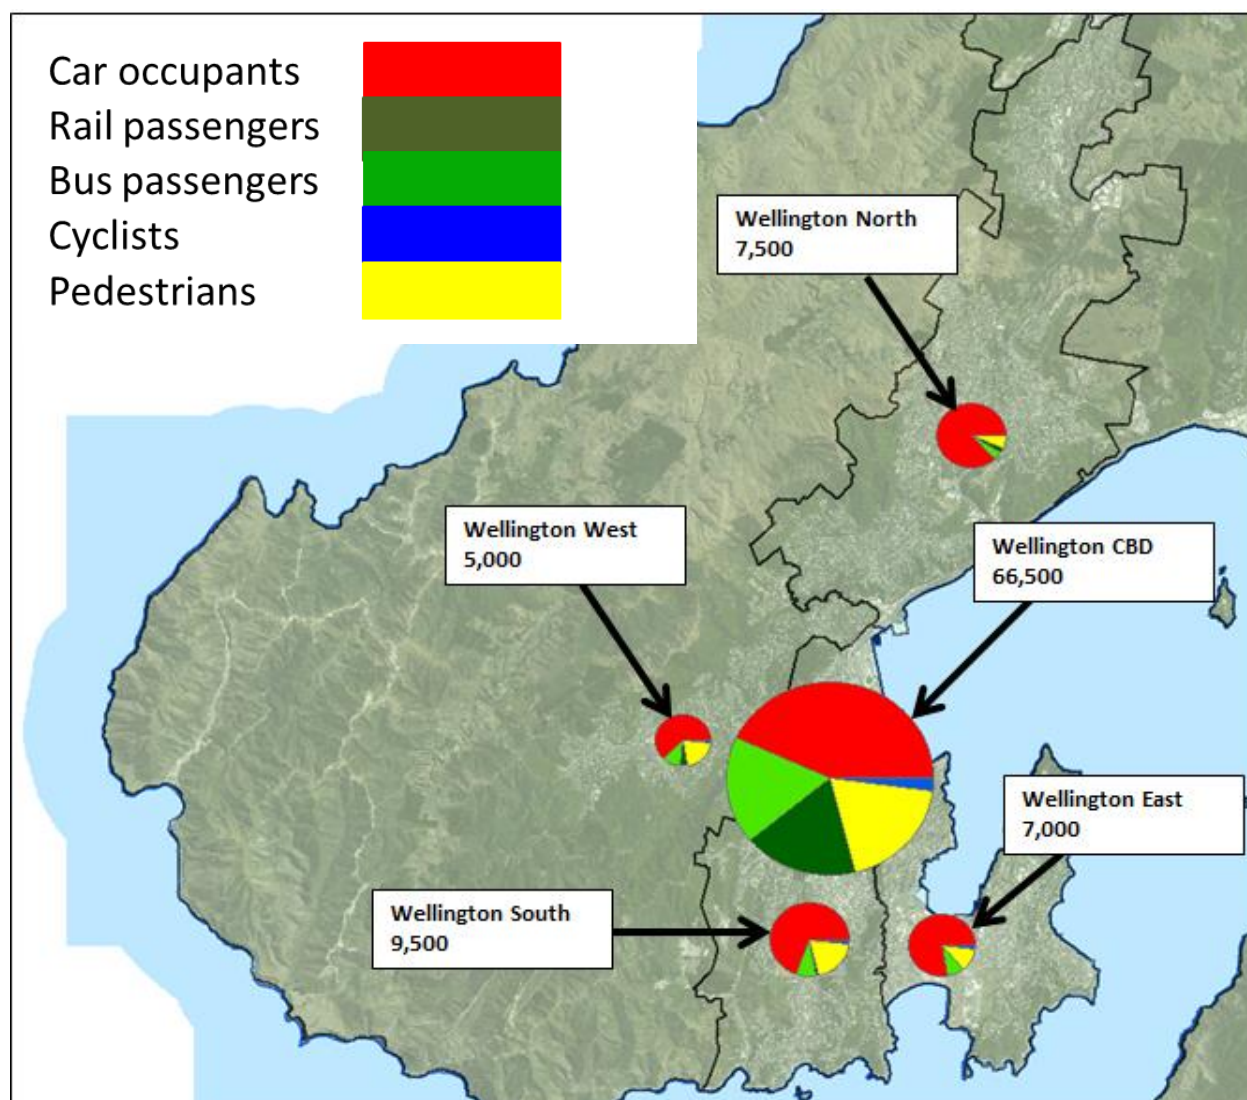 Car occupants
Rail passengers
Bus passengers
Cyclists
Pedestrians
Wellington North
7,500
Wellington West
5,000
Wellington CBD
66,500
Wellington East
7,000
Wellington South
9,500